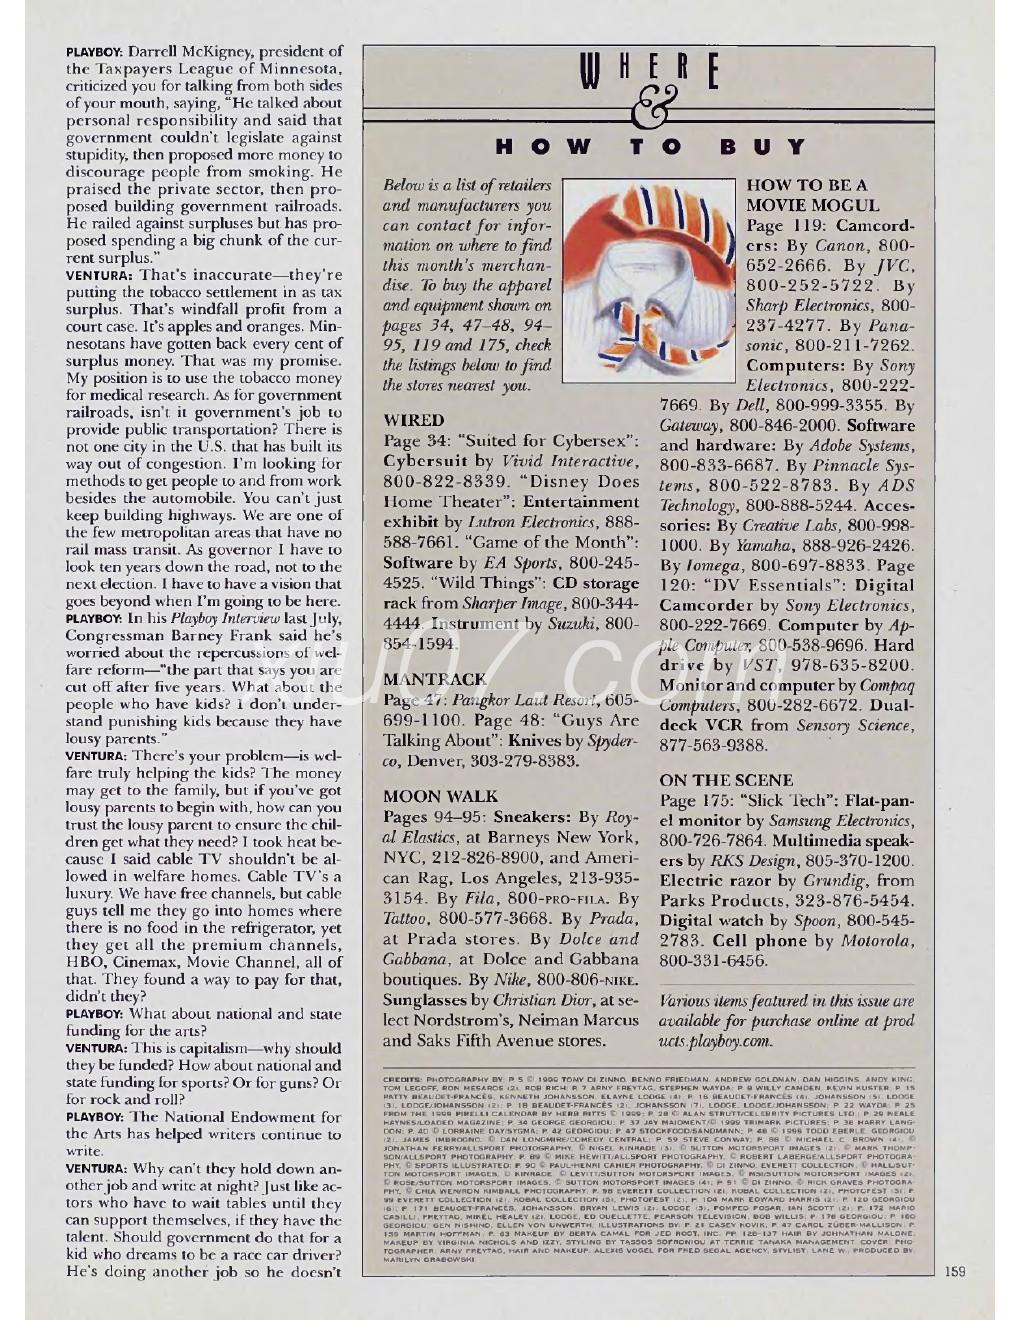 PLAYBOY: Darrell McKigney, president of
the Taxpayers League of Minnesota,
criticized you for talking from both sides
of your mouth, saying, "He talked about
personal responsibility and said that
government couldn't legislate against
stupidity, then proposed more money to
discourage people from smoking. He
praised the private sector, then pro-
posed building government railroads.
He railed against surpluses but has pro-
posed spending a big chunk of the cur-
rent surplus."
VENTURA: That's inaccurate—they're
putting the tobacco settlement in as tax
surplus. That's windfall profit from a
court case. It's apples and oranges. Min-
nesotans have gotten back every cent of
surplus money. That was my promise.
My position is to use the tobacco money
for medical research. As for government
railroads, isn't it government's job to
provide public transportation? There is
not one city in the U.S. that has built its
way out of congestion. I'm looking for
methods to get people to and from work
besides the automobile. You can't just
keep building highways. We are one of
the few metropolitan areas that have no
rail mass transit. As governor I have to
look ten years down the road, not to the
next election. I have to have a vision that
goes beyond when I'm going to be here.
PLAYBOY: In his Playboy Interview last July,
Congressman Barney Frank said he's
worried about the repercussions of wel-
fare reform—"the part that says you are
cut off after five years. What about the
people who have kids? I don't under-
stand punishing kids because they have
lousy parents."
VENTURA: There's your problem—is wel-
fare truly helping the kids? The money
may get to the family, but if you've got
lousy parents to begin with, how can you
trust the lousy parent to ensure the chil-
dren get what they need? I took heat be-
cause I said cable TV shouldn't be al-
lowed in welfare homes. Cable TV's a
luxury. We have free channels, but cable
guys tell me they go into homes where
there is no food in the refrigerator, yet
they get all the premium channels,
HBO, Cinemax, Movie Channel, all of
that. They found a way to pay for that,
didn't they?
PLAYBOY: What about national and state
funding for the arts?
VENTURA: This is capitalism—why should
they be funded? How about national and
state funding for sports? Or for guns? Or
for rock and roll?
PLAYBOY: The National Endowment for
the Arts has helped writers continue to
write.
VENTURA: Why can't they hold down an-
other job and write at night? Just like ac-
tors who have to wait tables until they
can support themselves, if they have the
talent. Should government do that for a
kid who dreams to be a race car driver?
He's doing another job so he doesn't
WHERE
&
HOW TO BUY
Below is a list of retailers
and manufacturers you
can contact for infor-
mation on where to find
this month's merchan-
dise. To buy the apparel
and equipment shown on
pages 34, 47–48, 94–
95, 119 and 175, check
the listings below to find
the stores nearest you.
WIRED
Page 34: "Suited for Cybersex":
Cybersuit by Vivid Interactive,
800-822-8339. "Disney Does
Home Theater": Entertainment
exhibit by Lutron Electronics, 888-
588-7661. "Game of the Month":
Software by EA Sports, 800-245-
4525. "Wild Things": CD storage
rack from Sharper Image, 800-344-
4444. Instrument by Suzuki, 800-
854-1594.
MANTRACK
Page 47: Pangkor Laut Resort, 605-
699-1100. Page 48: "Guys Are
Talking About": Knives by Spyder-
co, Denver, 303-279-8383.
MOON WALK
Pages 94–95: Sneakers: By Roy-
al Elastics, at Barneys New York,
NYC, 212-826-8900, and Ameri-
can Rag, Los Angeles, 213-935-
3154. By Fila, 800-PRO-FILA. By
Tattoo, 800-577-3668. By Prada,
at Prada stores. By Dolce and
Gabbana, at Dolce and Gabbana
boutiques. By Nike, 800-806-NIKE.
Sunglasses by Christian Dior, at se-
lect Nordstrom's, Neiman Marcus
and Saks Fifth Avenue stores.
HOW TO BE A
MOVIE MOGUL
Page 119: Camcord-
ers: By Canon, 800-
652-2666. By JVC,
800-252-5722. By
Sharp Electronics, 800-
237-4277. By Pana-
sonic, 800-211-7262.
Computers: By Sony
Electronics, 800-222-
7669. By Dell, 800-999-3355. By
Gateway, 800-846-2000. Software
and hardware: By Adobe Systems,
800-833-6687. By Pinnacle Sys-
tems, 800-522-8783. By ADS
Technology, 800-888-5244. Acces-
sories: By Creative Labs, 800-998-
1000. By Yamaha, 888-926-2426.
By Iomega, 800-697-8833. Page
120: "DV Essentials": Digital
Camcorder by Sony Electronics,
800-222-7669. Computer by Ap-
ple Computer, 800-538-9696. Hard
drive by VST, 978-635-8200.
Monitor and computer by Compaq
Computers, 800-282-6672. Dual-
deck VCR from Sensory Science,
877-563-9388.
ON THE SCENE
Page 175: "Slick Tech": Flat-pan-
el monitor by Samsung Electronics,
800-726-7864. Multimedia speak-
ers by RKS Design, 805-370-1200.
Electric razor by Grundig, from
Parks Products, 323-876-5454.
Digital watch by Spoon, 800-545-
2783. Cell phone by Motorola,
800-331-6456.
Various items featured in this issue are
available for purchase online at prod
ucts.playboy.com.
xu07.com
CREDITS: PHOTOGRAPHY BY: P. 5 © 1999 TONY DI ZINNO, BENNO FRIEDMAN, ANDREW GOLDMAN, DAN HIGGINS, ANDY KING,
MARILYN GRABOWSKI.
159